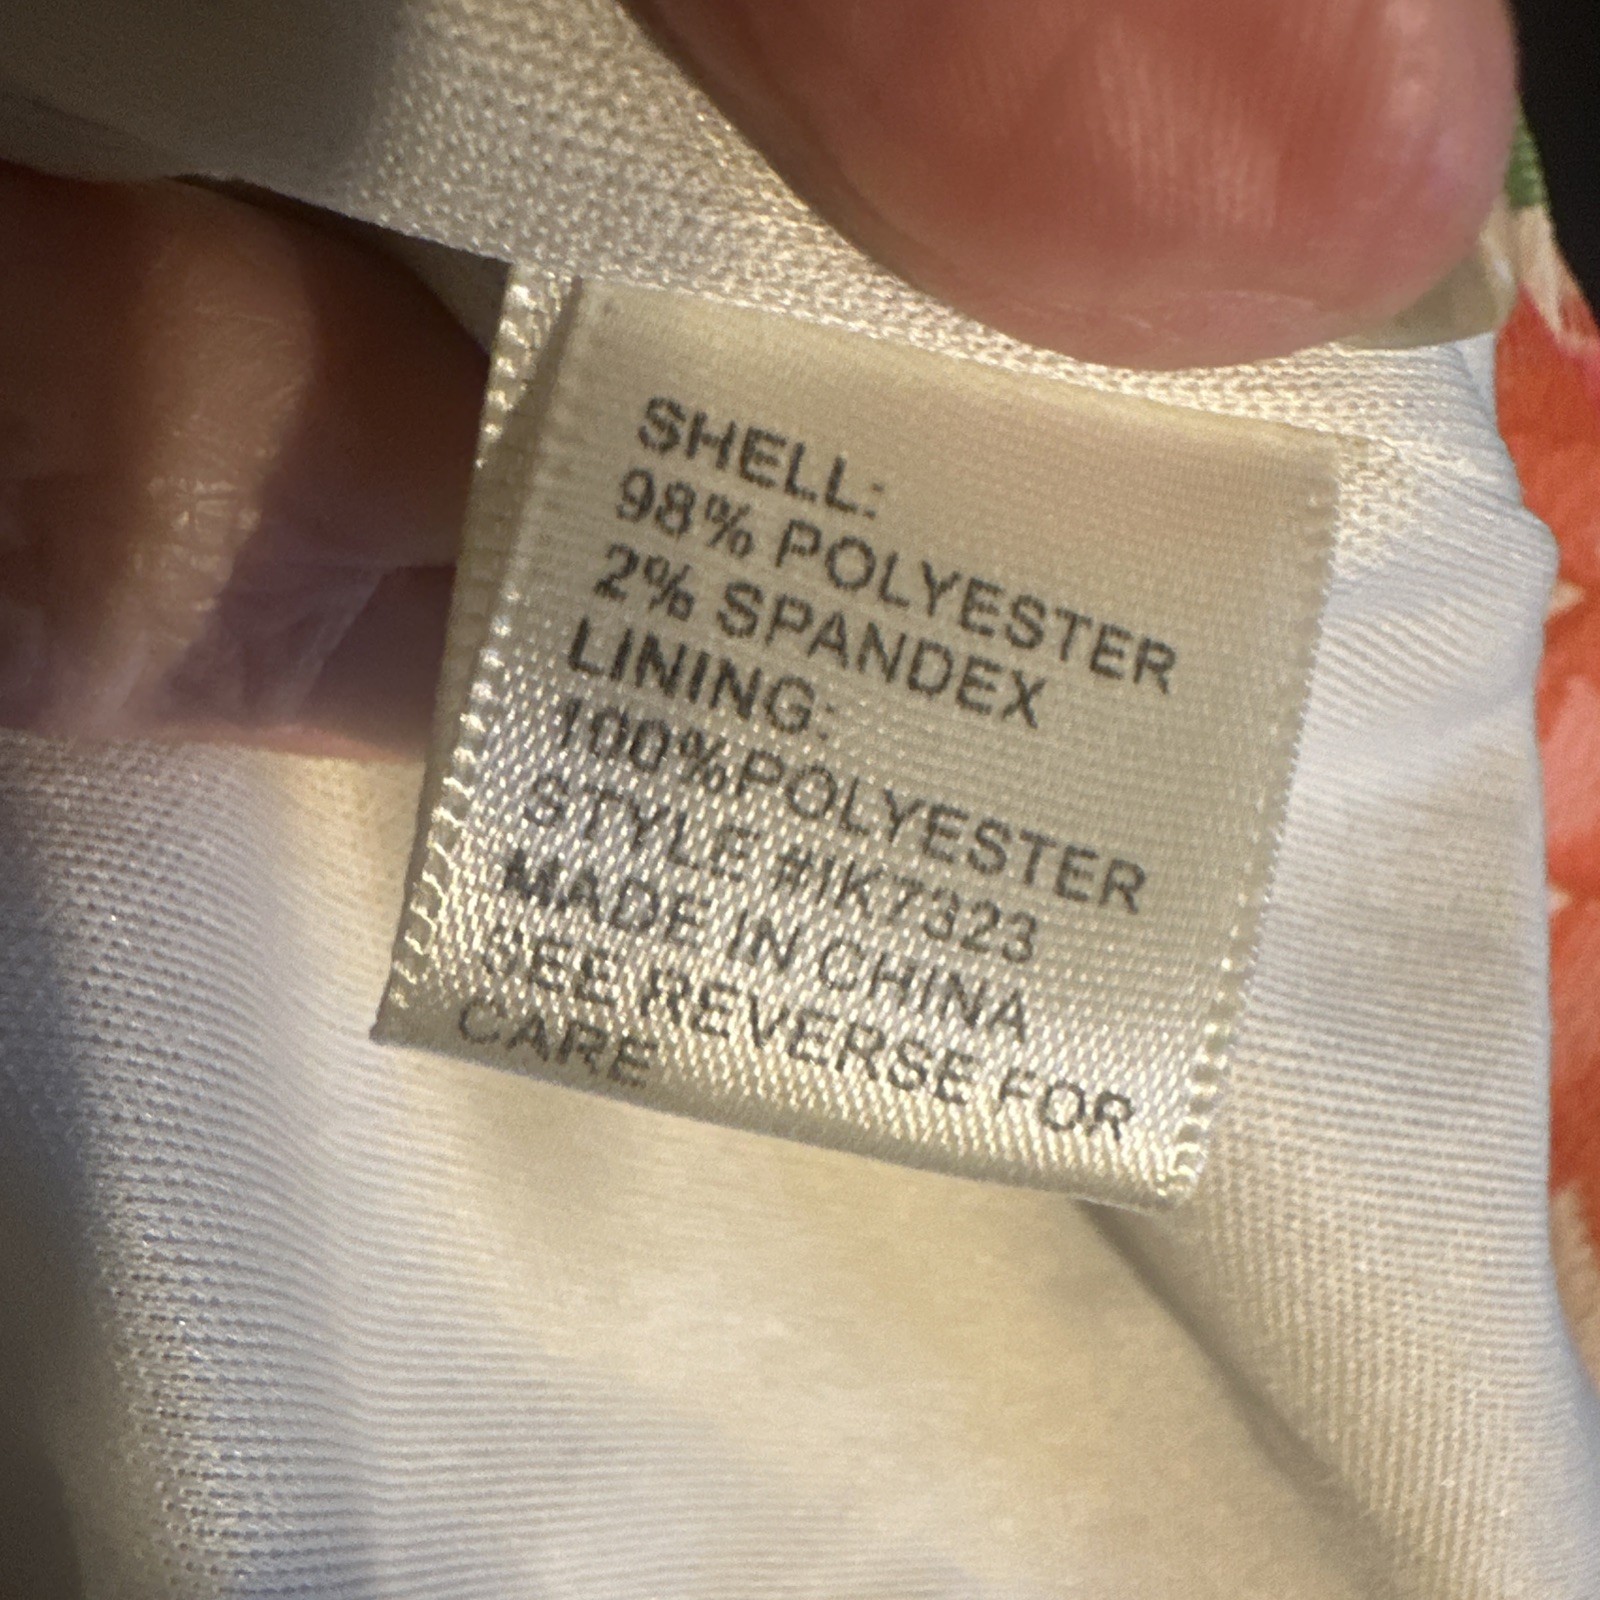 SHELL:
98% POLYESTER
2% SPANDEX
LINING:
100%POLYESTER
STYLE #IK7323
MADE IN CHINA
SEE REVERSE FOR
CARE